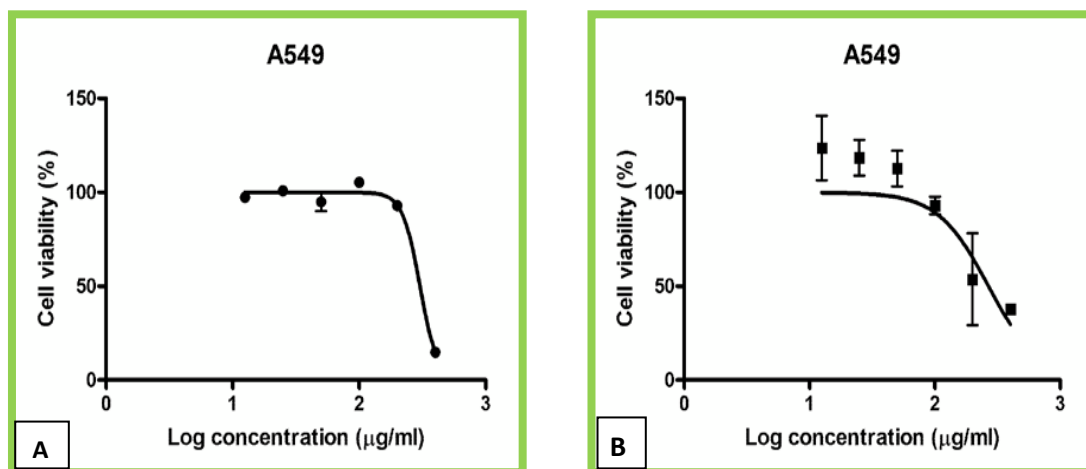 A549
150
100
50
0
Cell viability (%)
0 1 2 3
Log concentration (μg/ml)
A
A549
150
100
50
0
Cell viability (%)
0 1 2 3
Log concentration (μg/ml)
B